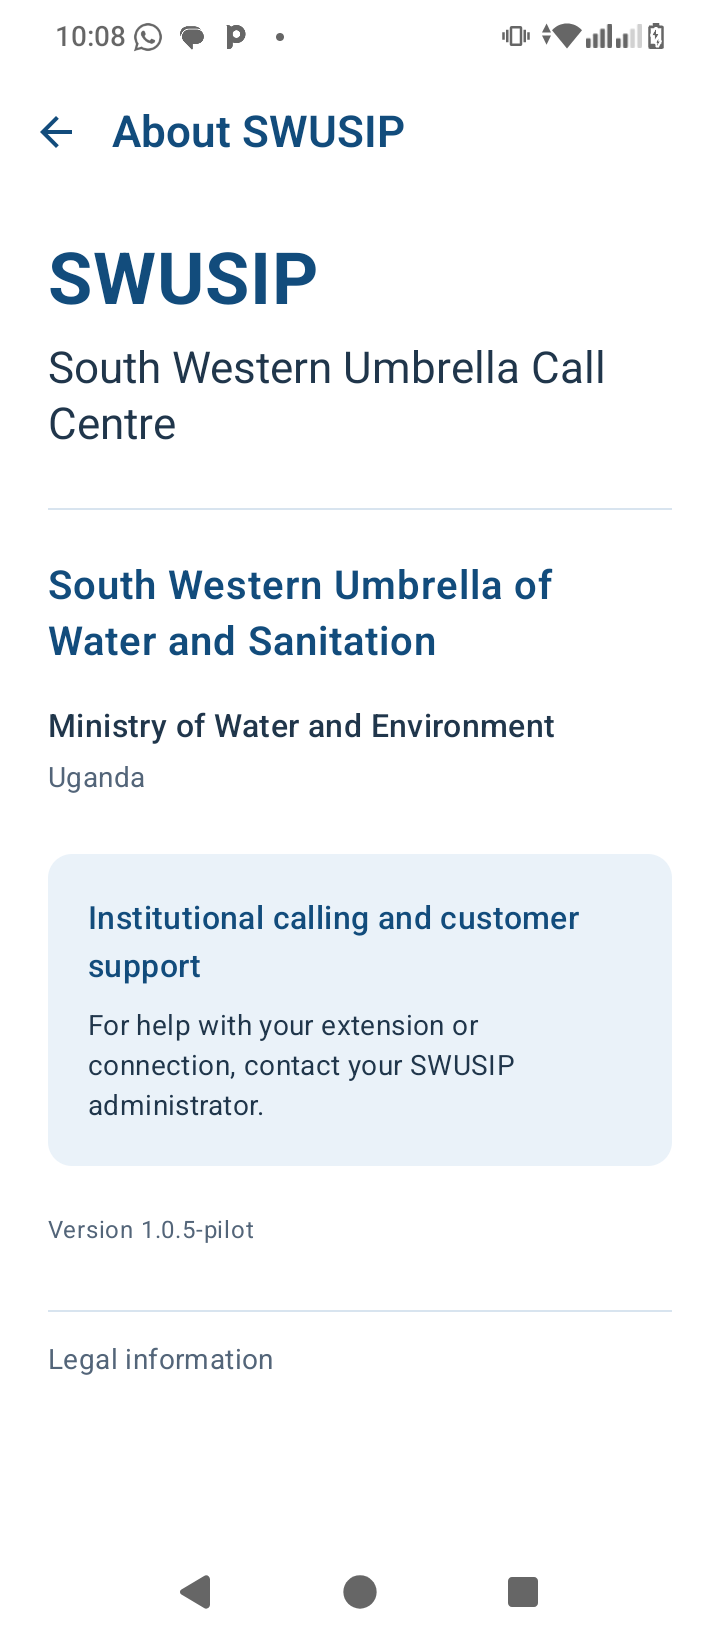 10:08
About SWUSIP
SWUSIP
South Western Umbrella Call
Centre
South Western Umbrella of
Water and Sanitation
Ministry of Water and Environment
Uganda
Institutional calling and customer
support
For help with your extension or
connection, contact your SWUSIP
administrator.
Version 1.0.5-pilot
Legal information